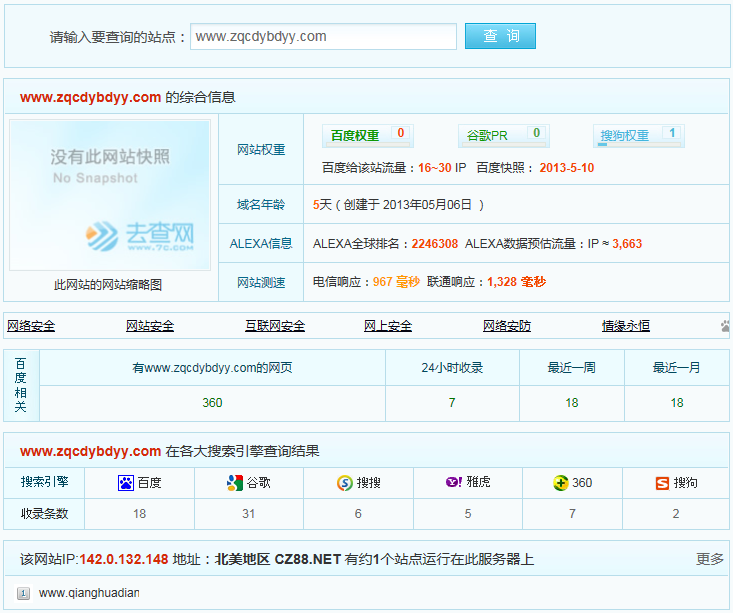 请输入要查询的站点： www.zqcdybdyy.com 查 询
www.zqcdybdyy.com 的综合信息
没有此网站快照
No Snapshot
去查网
www.7c.com
此网站的网站缩略图
网站权重 百度权重 0 谷歌PR 0 搜狗权重 1
百度给该站流量：16~30 IP 百度快照： 2013-5-10
域名年龄 5天（创建于 2013年05月06日 ）
ALEXA信息 ALEXA全球排名：2246308 ALEXA数据预估流量：IP ≈ 3,663
网站测速 电信响应：967 毫秒 联通响应：1,328 毫秒
网络安全 网站安全 互联网安全 网上安全 网络安防 情缘永恒
百度相关 有www.zqcdybdyy.com的网页 24小时收录 最近一周 最近一月
360 7 18 18
www.zqcdybdyy.com 在各大搜索引擎查询结果
搜索引擎 百度 谷歌 搜搜 雅虎 360 搜狗
收录条数 18 31 6 5 7 2
该网站IP:142.0.132.148 地址：北美地区 CZ88.NET 有约1个站点运行在此服务器上 更多
1 www.qianghuadian